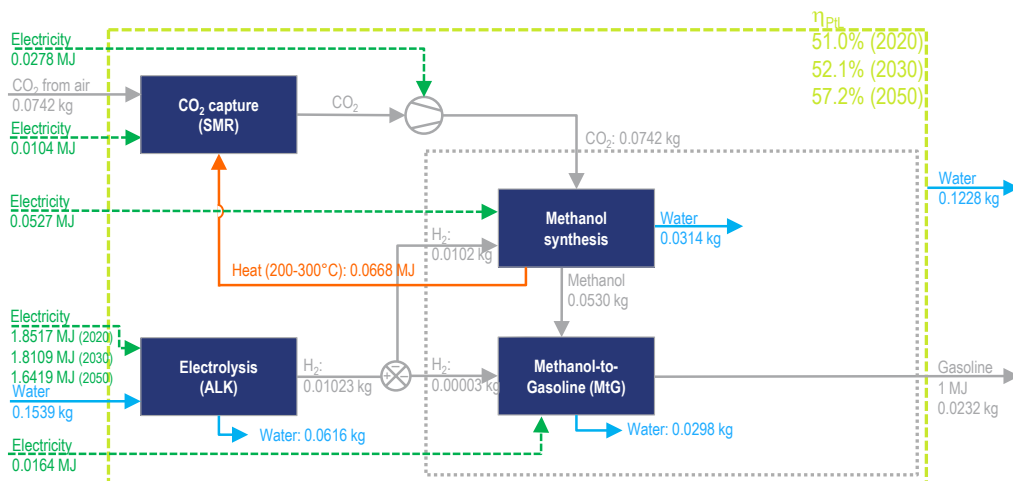 η_PtL
51.0% (2020)
52.1% (2030)
57.2% (2050)
Electricity
0.0278 MJ
CO₂ from air
0.0742 kg
Electricity
0.0104 MJ
CO₂ capture
(SMR)
CO₂
CO₂: 0.0742 kg
Water
0.1228 kg
Electricity
0.0527 MJ
Methanol
synthesis
Water
0.0314 kg
H₂:
0.0102 kg
Heat (200-300°C): 0.0668 MJ
Methanol
0.0530 kg
Electricity
1.8517 MJ (2020)
1.8109 MJ (2030)
1.6419 MJ (2050)
Water
0.1539 kg
Electrolysis
(ALK)
H₂:
0.01023 kg
+ − −
H₂:
0.00003 kg
Methanol-to-
Gasoline (MtG)
Gasoline
1 MJ
0.0232 kg
Water: 0.0616 kg
Water: 0.0298 kg
Electricity
0.0164 MJ